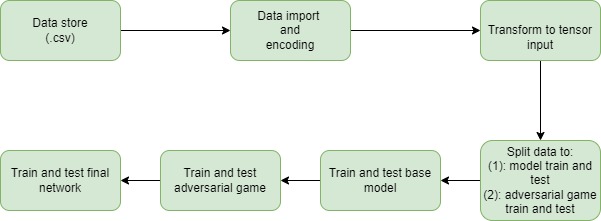 Data store
(.csv)
Data import
and
encoding
Transform to tensor
input
Split data to:
(1): model train and
test
(2): adversarial game
train and test
Train and test base
model
Train and test
adversarial game
Train and test final
network